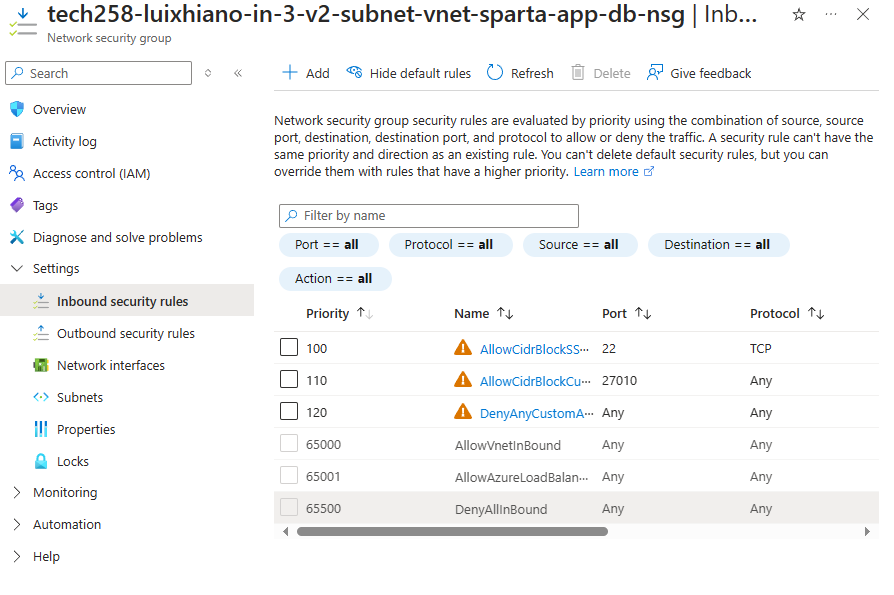 tech258-luixhiano-in-3-v2-subnet-vnet-sparta-app-db-nsg | Inb...
Network security group
Search
Overview
Activity log
Access control (IAM)
Tags
Diagnose and solve problems
Settings
Inbound security rules
Outbound security rules
Network interfaces
Subnets
Properties
Locks
Monitoring
Automation
Help
Add Hide default rules Refresh Delete Give feedback
Network security group security rules are evaluated by priority using the combination of source, source
port, destination, destination port, and protocol to allow or deny the traffic. A security rule can't have the
same priority and direction as an existing rule. You can't delete default security rules, but you can
override them with rules that have a higher priority. Learn more
Filter by name
Port == all Protocol == all Source == all Destination == all
Action == all
Priority Name Port Protocol
100 AllowCidrBlockSS... 22 TCP
110 AllowCidrBlockCu... 27010 Any
120 DenyAnyCustomA... Any Any
65000 AllowVnetInBound Any Any
65001 AllowAzureLoadBalan... Any Any
65500 DenyAllInBound Any Any